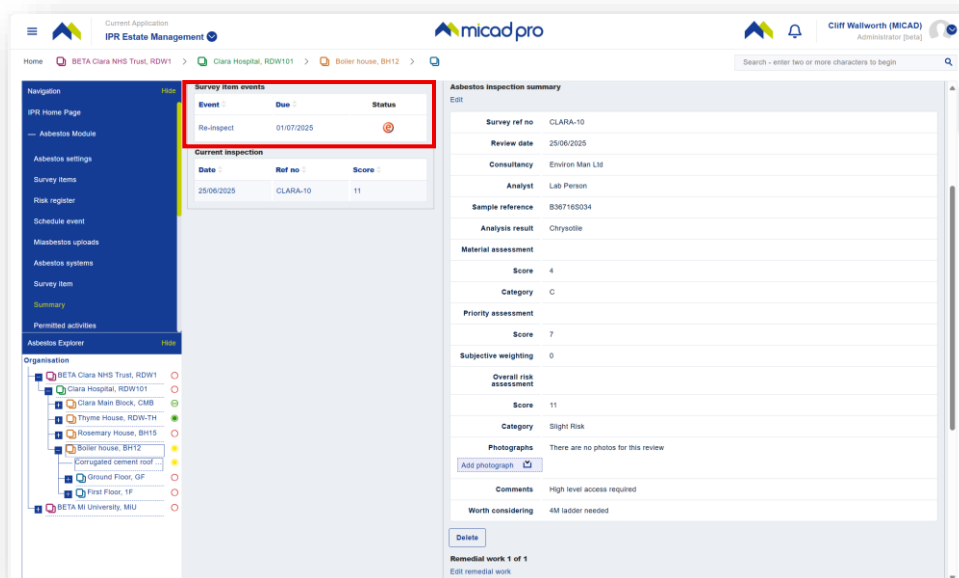 Current Application
IPR Estate Management
micad pro
Cliff Wallworth (MICAD)
Administrator [beta]
Home BETA Clara NHS Trust, RDW1 > Clara Hospital, RDW101 > Boiler house, BH12 >
Search - enter two or more characters to begin
Navigation Hide
IPR Home Page
— Asbestos Module
Asbestos settings
Survey items
Risk register
Schedule event
Miasbestos uploads
Asbestos systems
Survey item
Summary
Permitted activities
Asbestos Explorer Hide
Organisation
BETA Clara NHS Trust, RDW1
Clara Hospital, RDW101
Clara Main Block, CMB
Thyme House, RDW-TH
Rosemary House, BH15
Boiler house, BH12
Corrugated cement roof ...
Ground Floor, GF
First Floor, 1F
BETA Mi University, MiU
Survey item events
Event Due Status
Re-inspect 01/07/2025
Current inspection
Date Ref no Score
25/06/2025 CLARA-10 11
Asbestos inspection summary
Edit
Survey ref no CLARA-10
Review date 25/06/2025
Consultancy Environ Man Ltd
Analyst Lab Person
Sample reference B36716S034
Analysis result Chrysotile
Material assessment
Score 4
Category C
Priority assessment
Score 7
Subjective weighting 0
Overall risk
assessment
Score 11
Category Slight Risk
Photographs There are no photos for this review
Add photograph
Comments High level access required
Worth considering 4M ladder needed
Delete
Remedial work 1 of 1
Edit remedial work